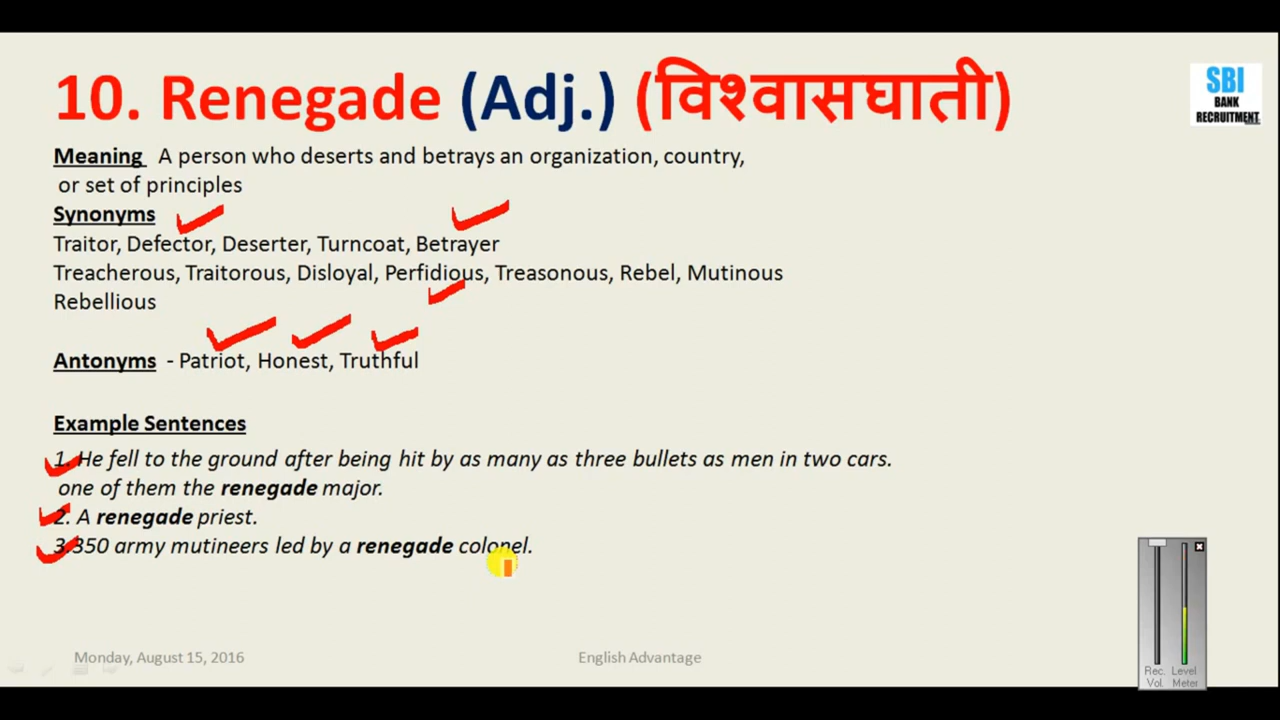 10. Renegade (Adj.) (विश्वासघाती)
SBI
BANK
RECRUITMENT
Meaning A person who deserts and betrays an organization, country,
or set of principles
Synonyms
Traitor, Defector, Deserter, Turncoat, Betrayer
Treacherous, Traitorous, Disloyal, Perfidious, Treasonous, Rebel, Mutinous
Rebellious
Antonyms - Patriot, Honest, Truthful
Example Sentences
1. He fell to the ground after being hit by as many as three bullets as men in two cars.
one of them the renegade major.
2. A renegade priest.
3.350 army mutineers led by a renegade colonel.
Monday, August 15, 2016
English Advantage
Rec. Level
Vol. Meter